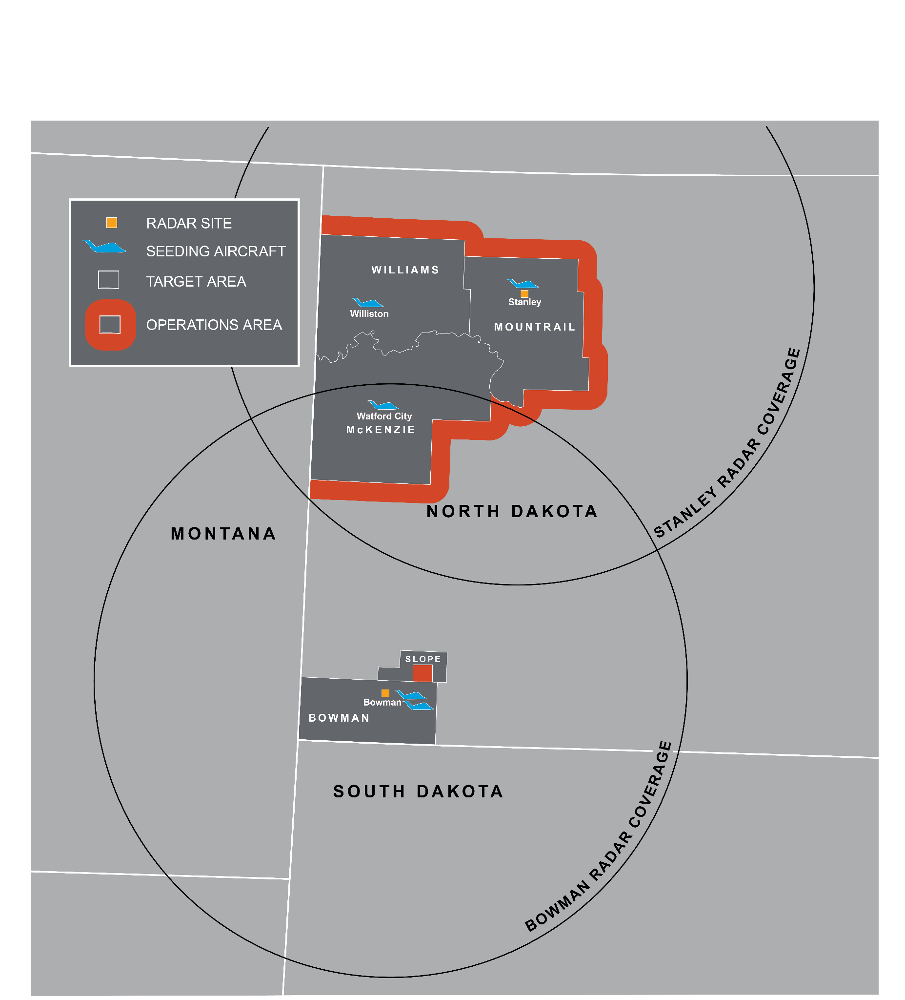 RADAR SITE
SEEDING AIRCRAFT
TARGET AREA
OPERATIONS AREA
WILLIAMS
Williston
Stanley
MOUNTRAIL
Watford City
McKENZIE
STANLEY RADAR COVERAGE
NORTH DAKOTA
MONTANA
SLOPE
Bowman
BOWMAN
SOUTH DAKOTA
BOWMAN RADAR COVERAGE